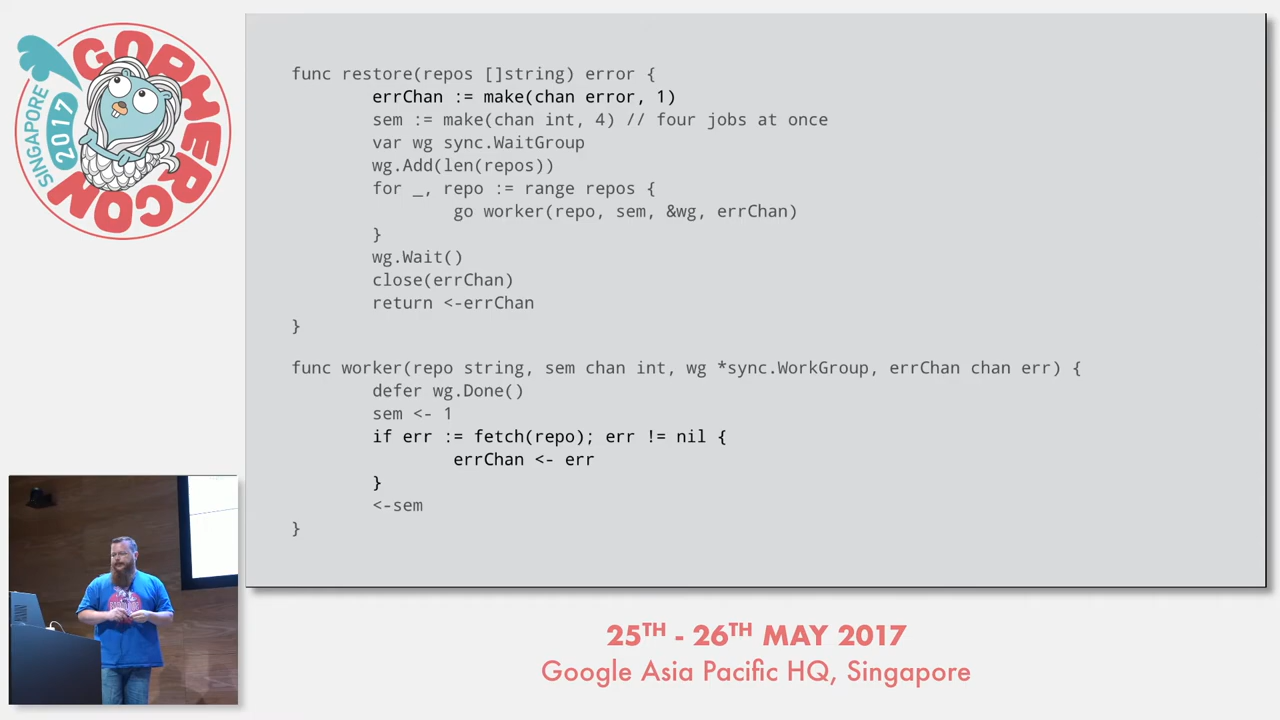 GOPHERCON
SINGAPORE
2017
func restore(repos []string) error {
errChan := make(chan error, 1)
sem := make(chan int, 4) // four jobs at once
var wg sync.WaitGroup
wg.Add(len(repos))
for _, repo := range repos {
go worker(repo, sem, &wg, errChan)
}
wg.Wait()
close(errChan)
return <-errChan
}
func worker(repo string, sem chan int, wg *sync.WorkGroup, errChan chan err) {
defer wg.Done()
sem <- 1
if err := fetch(repo); err != nil {
errChan <- err
}
<-sem
}
25TH - 26TH MAY 2017
Google Asia Pacific HQ, Singapore